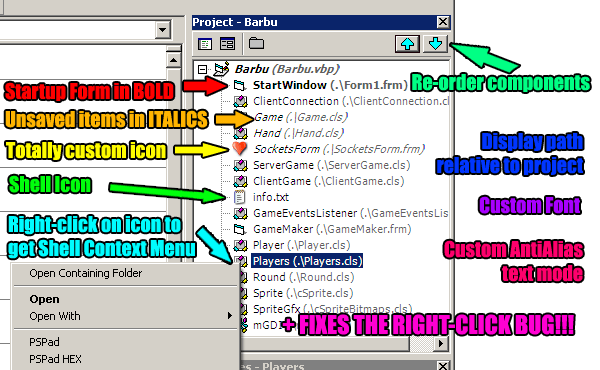 Project - Barbu
Barbu (Barbu.vbp)
StartWindow (.\Form1.frm)
ClientConnection (.\ClientConnection.cl
Game (.\Game.cls)
Hand (.\Hand.cls)
SocketsForm (.\SocketsForm.frm)
ServerGame (.\ServerGame.cls)
ClientGame (.\ClientGame.cls)
info.txt
GameEventsListener (.\GameEventsListen
GameMaker (.\GameMaker.frm)
Player (.\Player.cls)
Players (.\Players.cls)
Round (.\Round.cls)
Sprite (.\cSprite.cls)
SpriteGfx (.\cSpriteBitmaps.cls)
Startup Form in BOLD
Unsaved items in ITALICS
Totally custom icon
Shell Icon
Right-click on icon to
get Shell Context Menu
Re-order components
Display path
relative to project
Custom Font
Custom AntiAlias
text mode
+ FIXES THE RIGHT-CLICK BUG!!!
Open Containing Folder
Open
Open With
PSPad
PSPad HEX
- Players